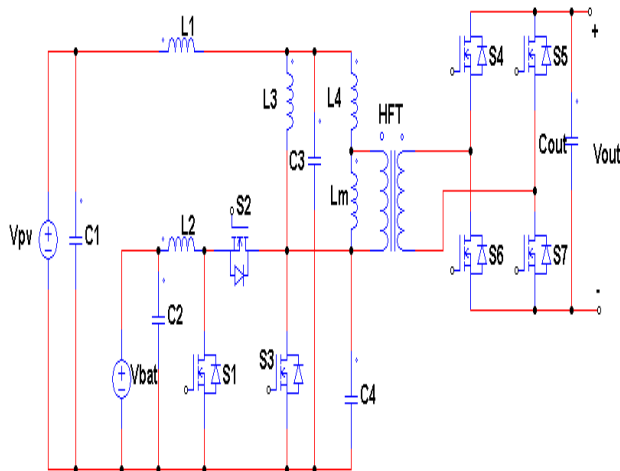 L1
S4
S5
+
L3
L4
HFT
C3
Cout
Vout
S2
Lm
Vpv
C1
L2
S6
S7
-
C2
Vbat
S1
S3
C4